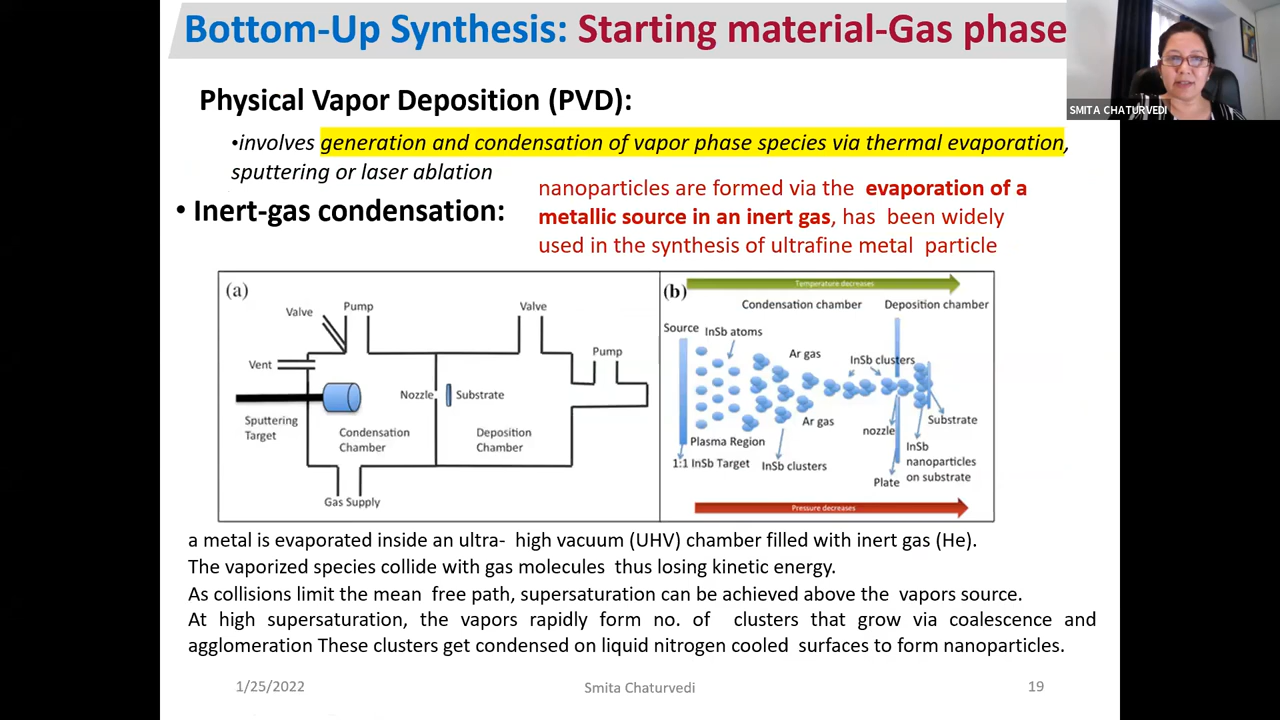 Bottom-Up Synthesis: Starting material-Gas phase
SMITA CHATURVEDI
Physical Vapor Deposition (PVD):
•involves generation and condensation of vapor phase species via thermal evaporation,
sputtering or laser ablation
• Inert-gas condensation:
nanoparticles are formed via the evaporation of a
metallic source in an inert gas, has been widely
used in the synthesis of ultrafine metal particle
(a)
Valve
Pump
Valve
Pump
Vent
Nozzle
Substrate
Sputtering
Target
Condensation
Chamber
Deposition
Chamber
Gas Supply
(b)
Temperature decreases
Condensation chamber
Deposition chamber
Source
InSb atoms
Ar gas
InSb clusters
Ar gas
Substrate
nozzle
Plasma Region
InSb
nanoparticles
on substrate
1:1 InSb Target
InSb clusters
Plate
Pressure decreases
a metal is evaporated inside an ultra- high vacuum (UHV) chamber filled with inert gas (He).
The vaporized species collide with gas molecules thus losing kinetic energy.
As collisions limit the mean free path, supersaturation can be achieved above the vapors source.
At high supersaturation, the vapors rapidly form no. of clusters that grow via coalescence and
agglomeration These clusters get condensed on liquid nitrogen cooled surfaces to form nanoparticles.
1/25/2022
Smita Chaturvedi
19